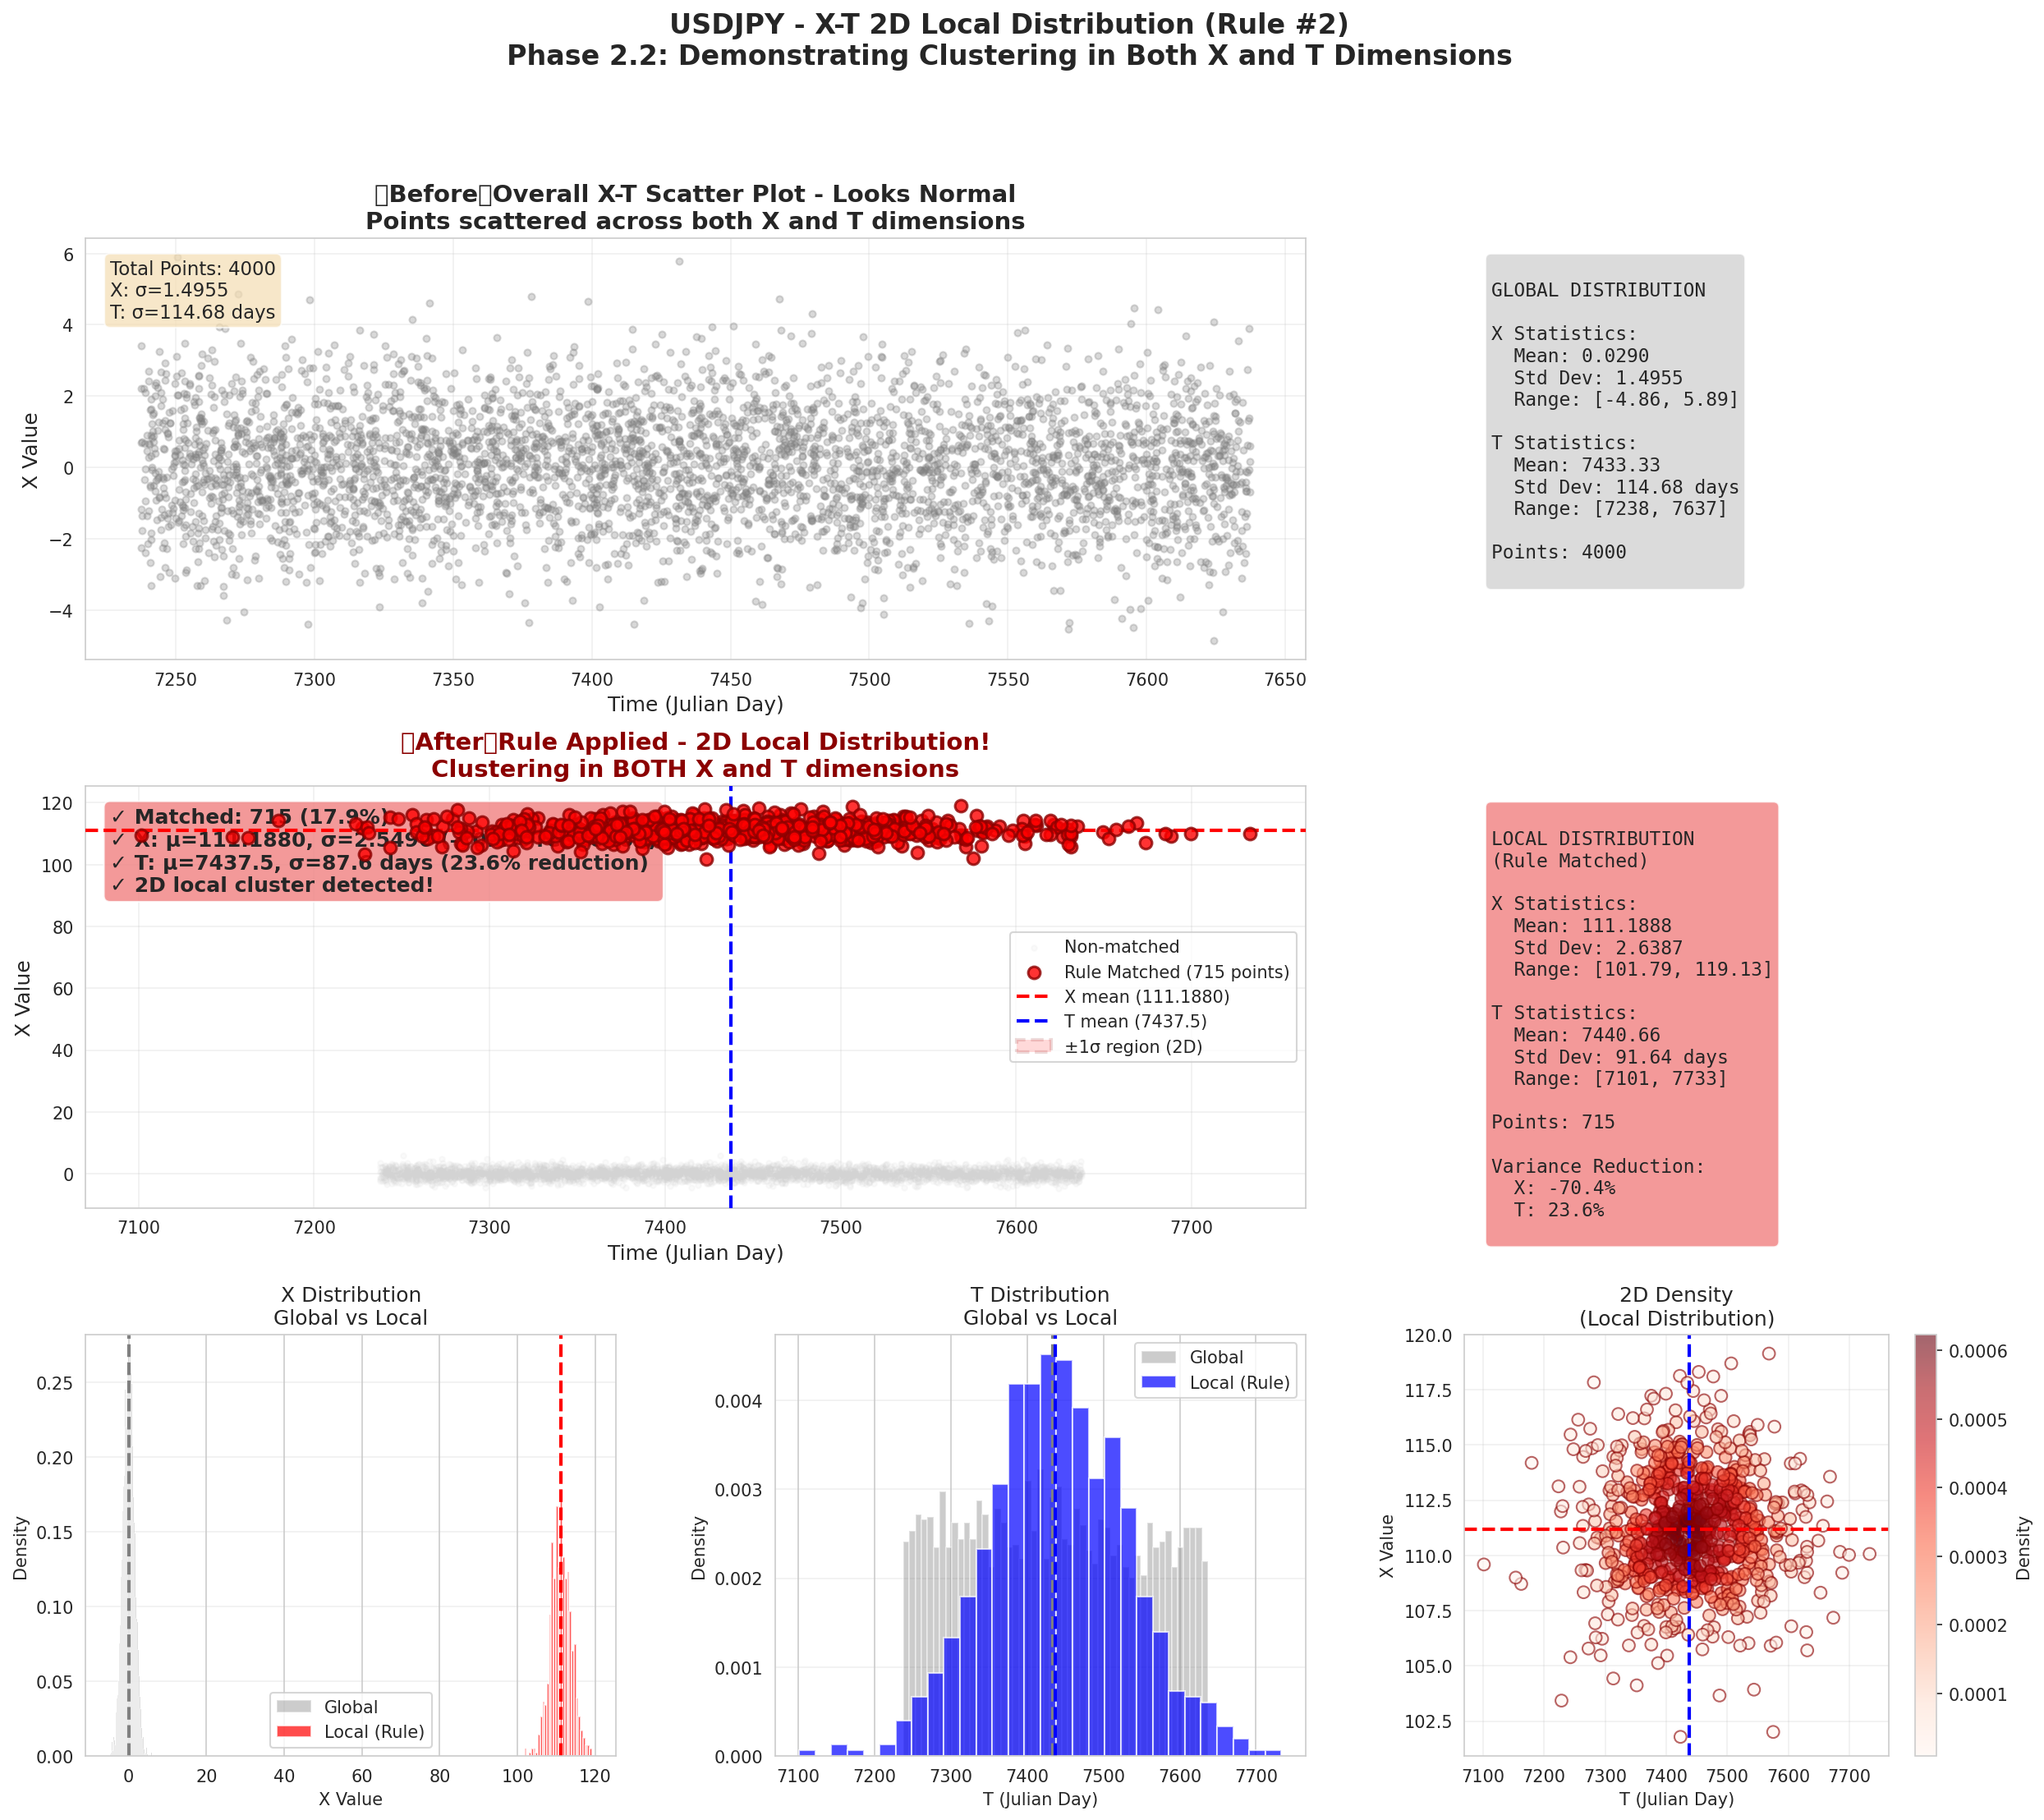 USDJPY - X-T 2D Local Distribution (Rule #2)
Phase 2.2: Demonstrating Clustering in Both X and T Dimensions
▯Before▯Overall X-T Scatter Plot - Looks Normal
Points scattered across both X and T dimensions
Total Points: 4000
X: σ=1.4955
T: σ=114.68 days
6
4
2
0
−2
−4
X Value
7250
7300
7350
7400
7450
7500
7550
7600
7650
Time (Julian Day)
GLOBAL DISTRIBUTION
X Statistics:
Mean: 0.0290
Std Dev: 1.4955
Range: [-4.86, 5.89]
T Statistics:
Mean: 7433.33
Std Dev: 114.68 days
Range: [7238, 7637]
Points: 4000
▯After▯Rule Applied - 2D Local Distribution!
Clustering in BOTH X and T dimensions
✓ Matched: 715 (17.9%)
✓ X: μ=111.1880, σ=2.549
✓ T: μ=7437.5, σ=87.6 days (23.6% reduction)
✓ 2D local cluster detected!
120
100
80
60
40
20
0
X Value
Non-matched
Rule Matched (715 points)
X mean (111.1880)
T mean (7437.5)
±1σ region (2D)
7100
7200
7300
7400
7500
7600
7700
Time (Julian Day)
LOCAL DISTRIBUTION
(Rule Matched)
X Statistics:
Mean: 111.1888
Std Dev: 2.6387
Range: [101.79, 119.13]
T Statistics:
Mean: 7440.66
Std Dev: 91.64 days
Range: [7101, 7733]
Points: 715
Variance Reduction:
X: -70.4%
T: 23.6%
X Distribution
Global vs Local
0.25
0.20
0.15
0.10
0.05
0.00
Density
Global
Local (Rule)
0
20
40
60
80
100
120
X Value
T Distribution
Global vs Local
0.004
0.003
0.002
0.001
0.000
Density
Global
Local (Rule)
7100
7200
7300
7400
7500
7600
7700
T (Julian Day)
2D Density
(Local Distribution)
120.0
117.5
115.0
112.5
110.0
107.5
105.0
102.5
X Value
7100
7200
7300
7400
7500
7600
7700
T (Julian Day)
0.0006
0.0005
0.0004
0.0003
0.0002
0.0001
Density